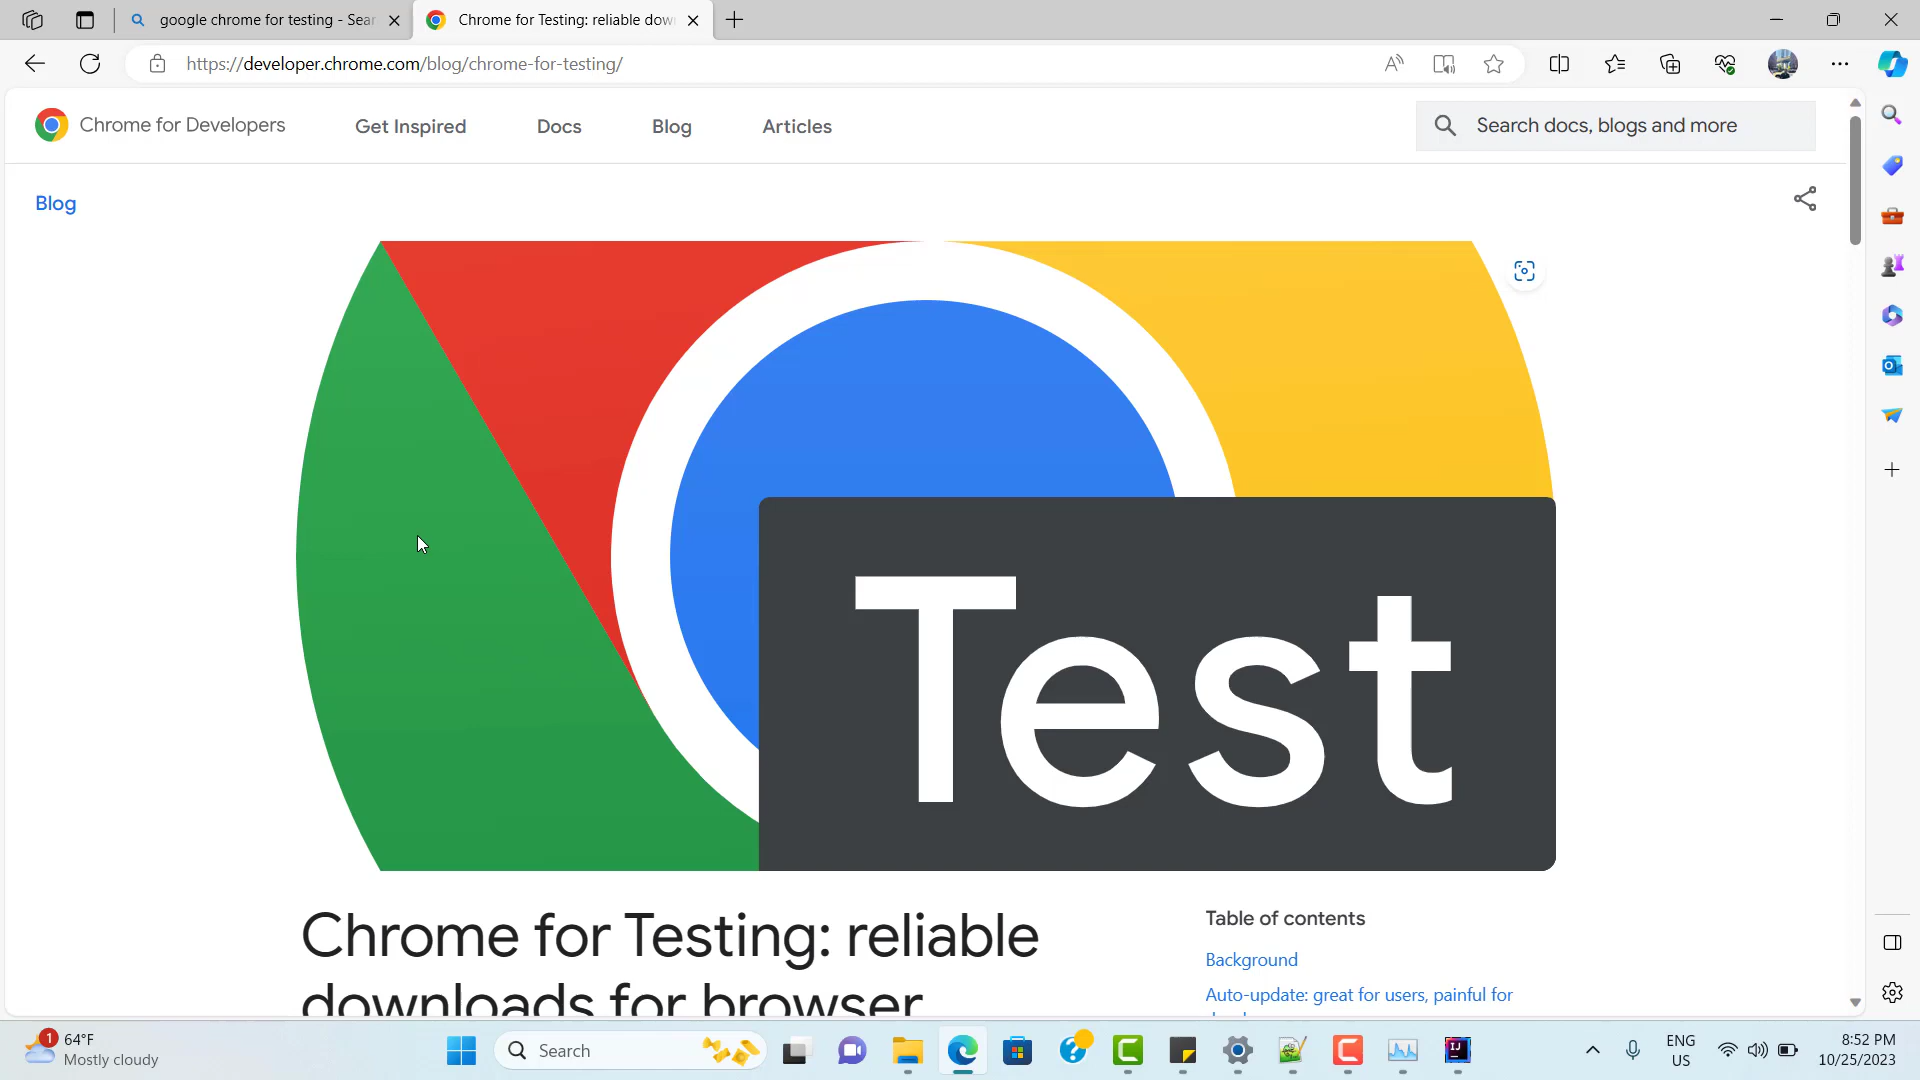 google chrome for testing - Sear
Chrome for Testing: reliable dow
https://developer.chrome.com/blog/chrome-for-testing/
Chrome for Developers
Get Inspired
Docs
Blog
Articles
Search docs, blogs and more
Blog
Test
Chrome for Testing: reliable
downloads for browser
Table of contents
Background
Auto-update: great for users, painful for
1
64°F
Mostly cloudy
Search
ENG
US
8:52 PM
10/25/2023